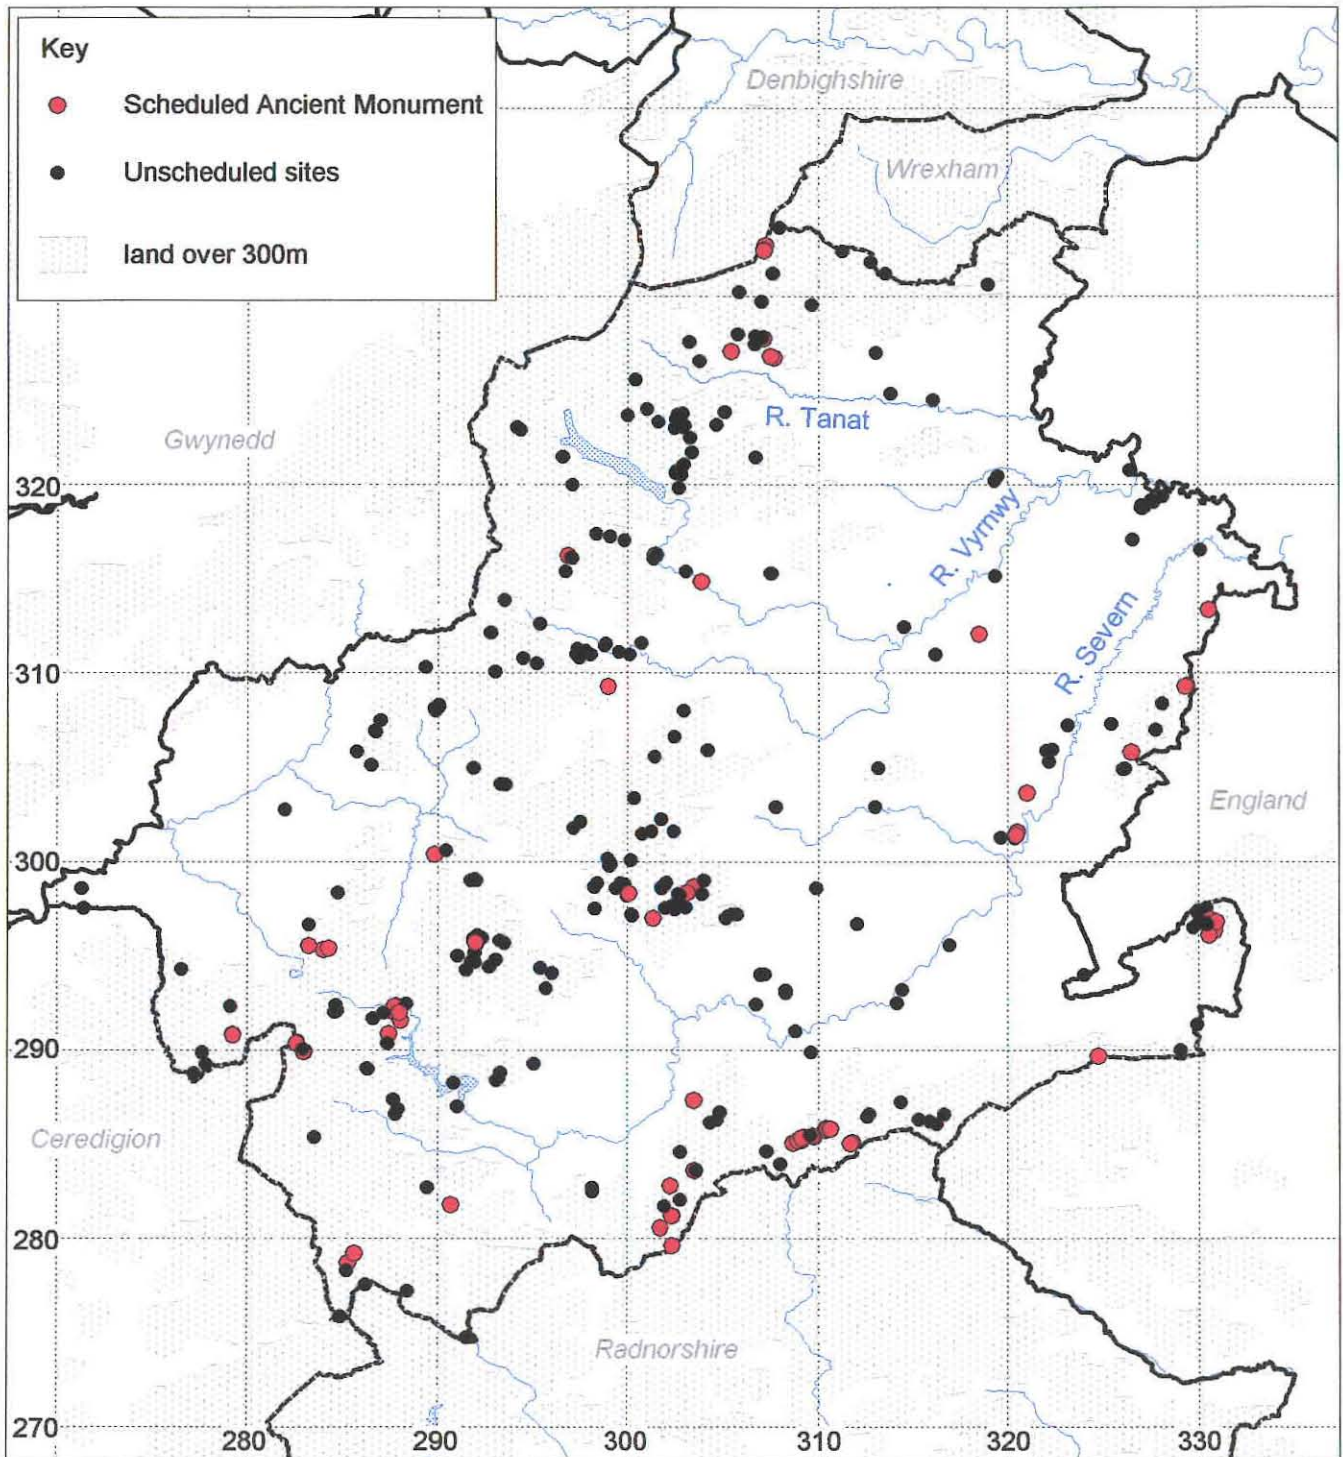 Key
Scheduled Ancient Monument
Unscheduled sites
land over 300m
Denbighshire
Wrexham
Gwynedd
R. Tanat
320
R. Vyrnwy
R. Severn
310
England
300
290
Ceredigion
280
Radnorshire
270
280 290 300 310 320 330